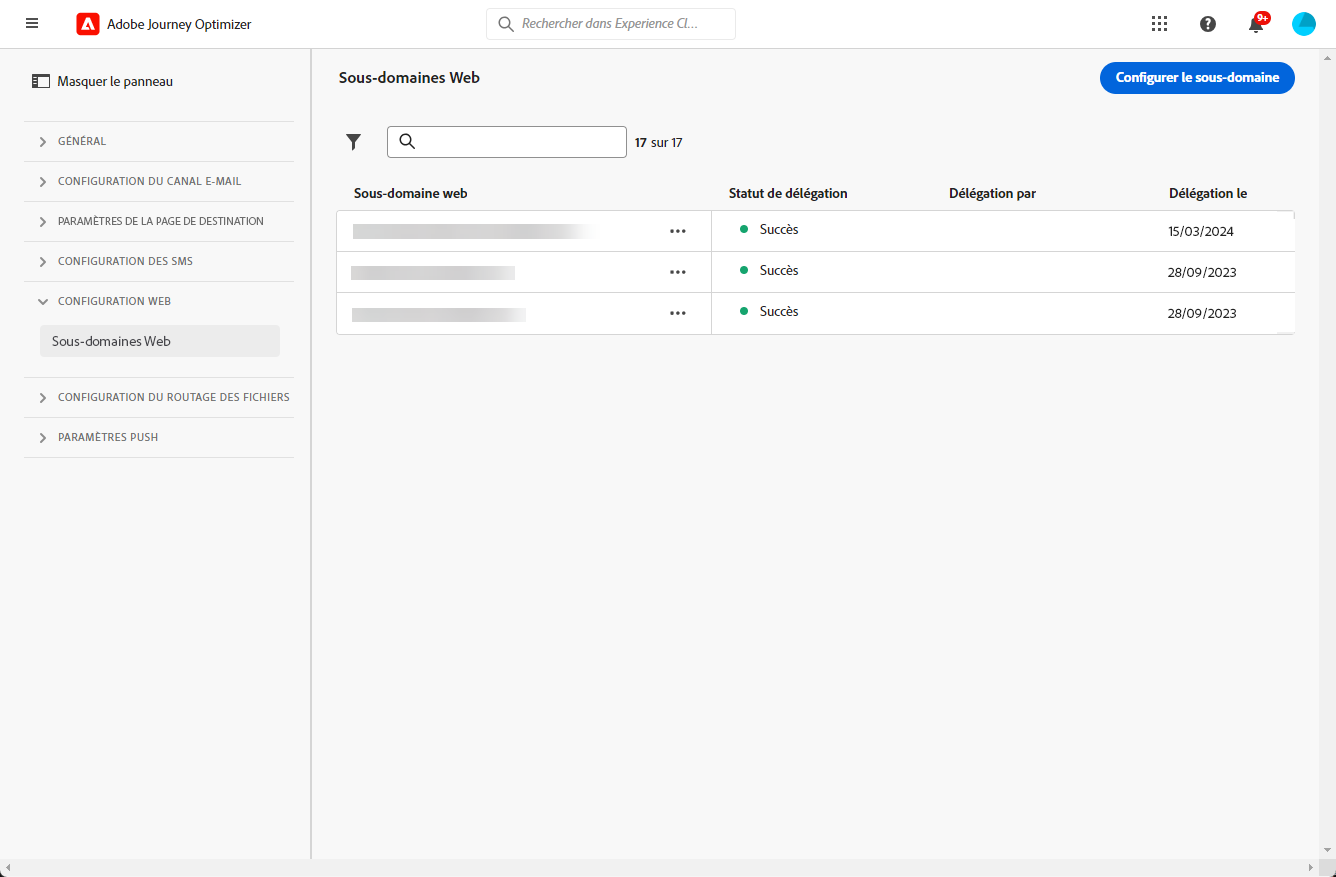 Adobe Journey Optimizer
Rechercher dans Experience Cl...
9+
Masquer le panneau
GÉNÉRAL
CONFIGURATION DU CANAL E-MAIL
PARAMÈTRES DE LA PAGE DE DESTINATION
CONFIGURATION DES SMS
CONFIGURATION WEB
Sous-domaines Web
CONFIGURATION DU ROUTAGE DES FICHIERS
PARAMÈTRES PUSH
Sous-domaines Web
Configurer le sous-domaine
17 sur 17
Sous-domaine web Statut de délégation Délégation par Délégation le
Succès 15/03/2024
Succès 28/09/2023
Succès 28/09/2023